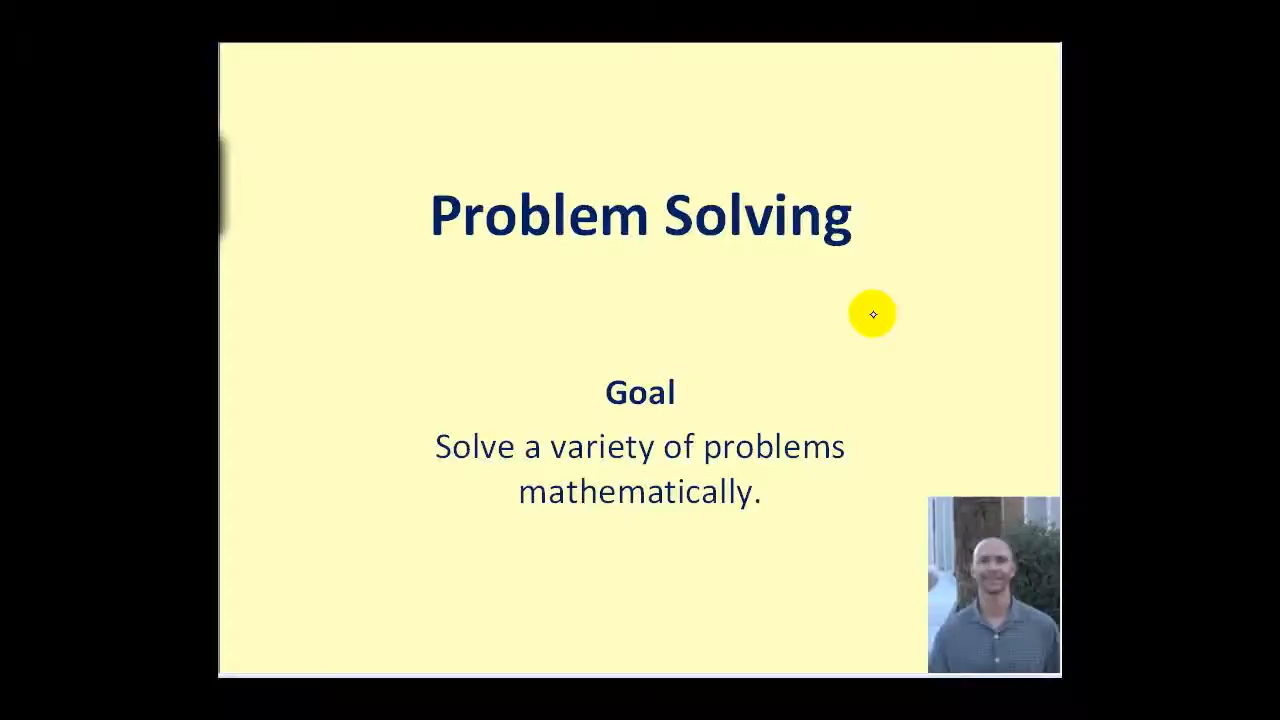 Problem Solving
Goal
Solve a variety of problems
mathematically.